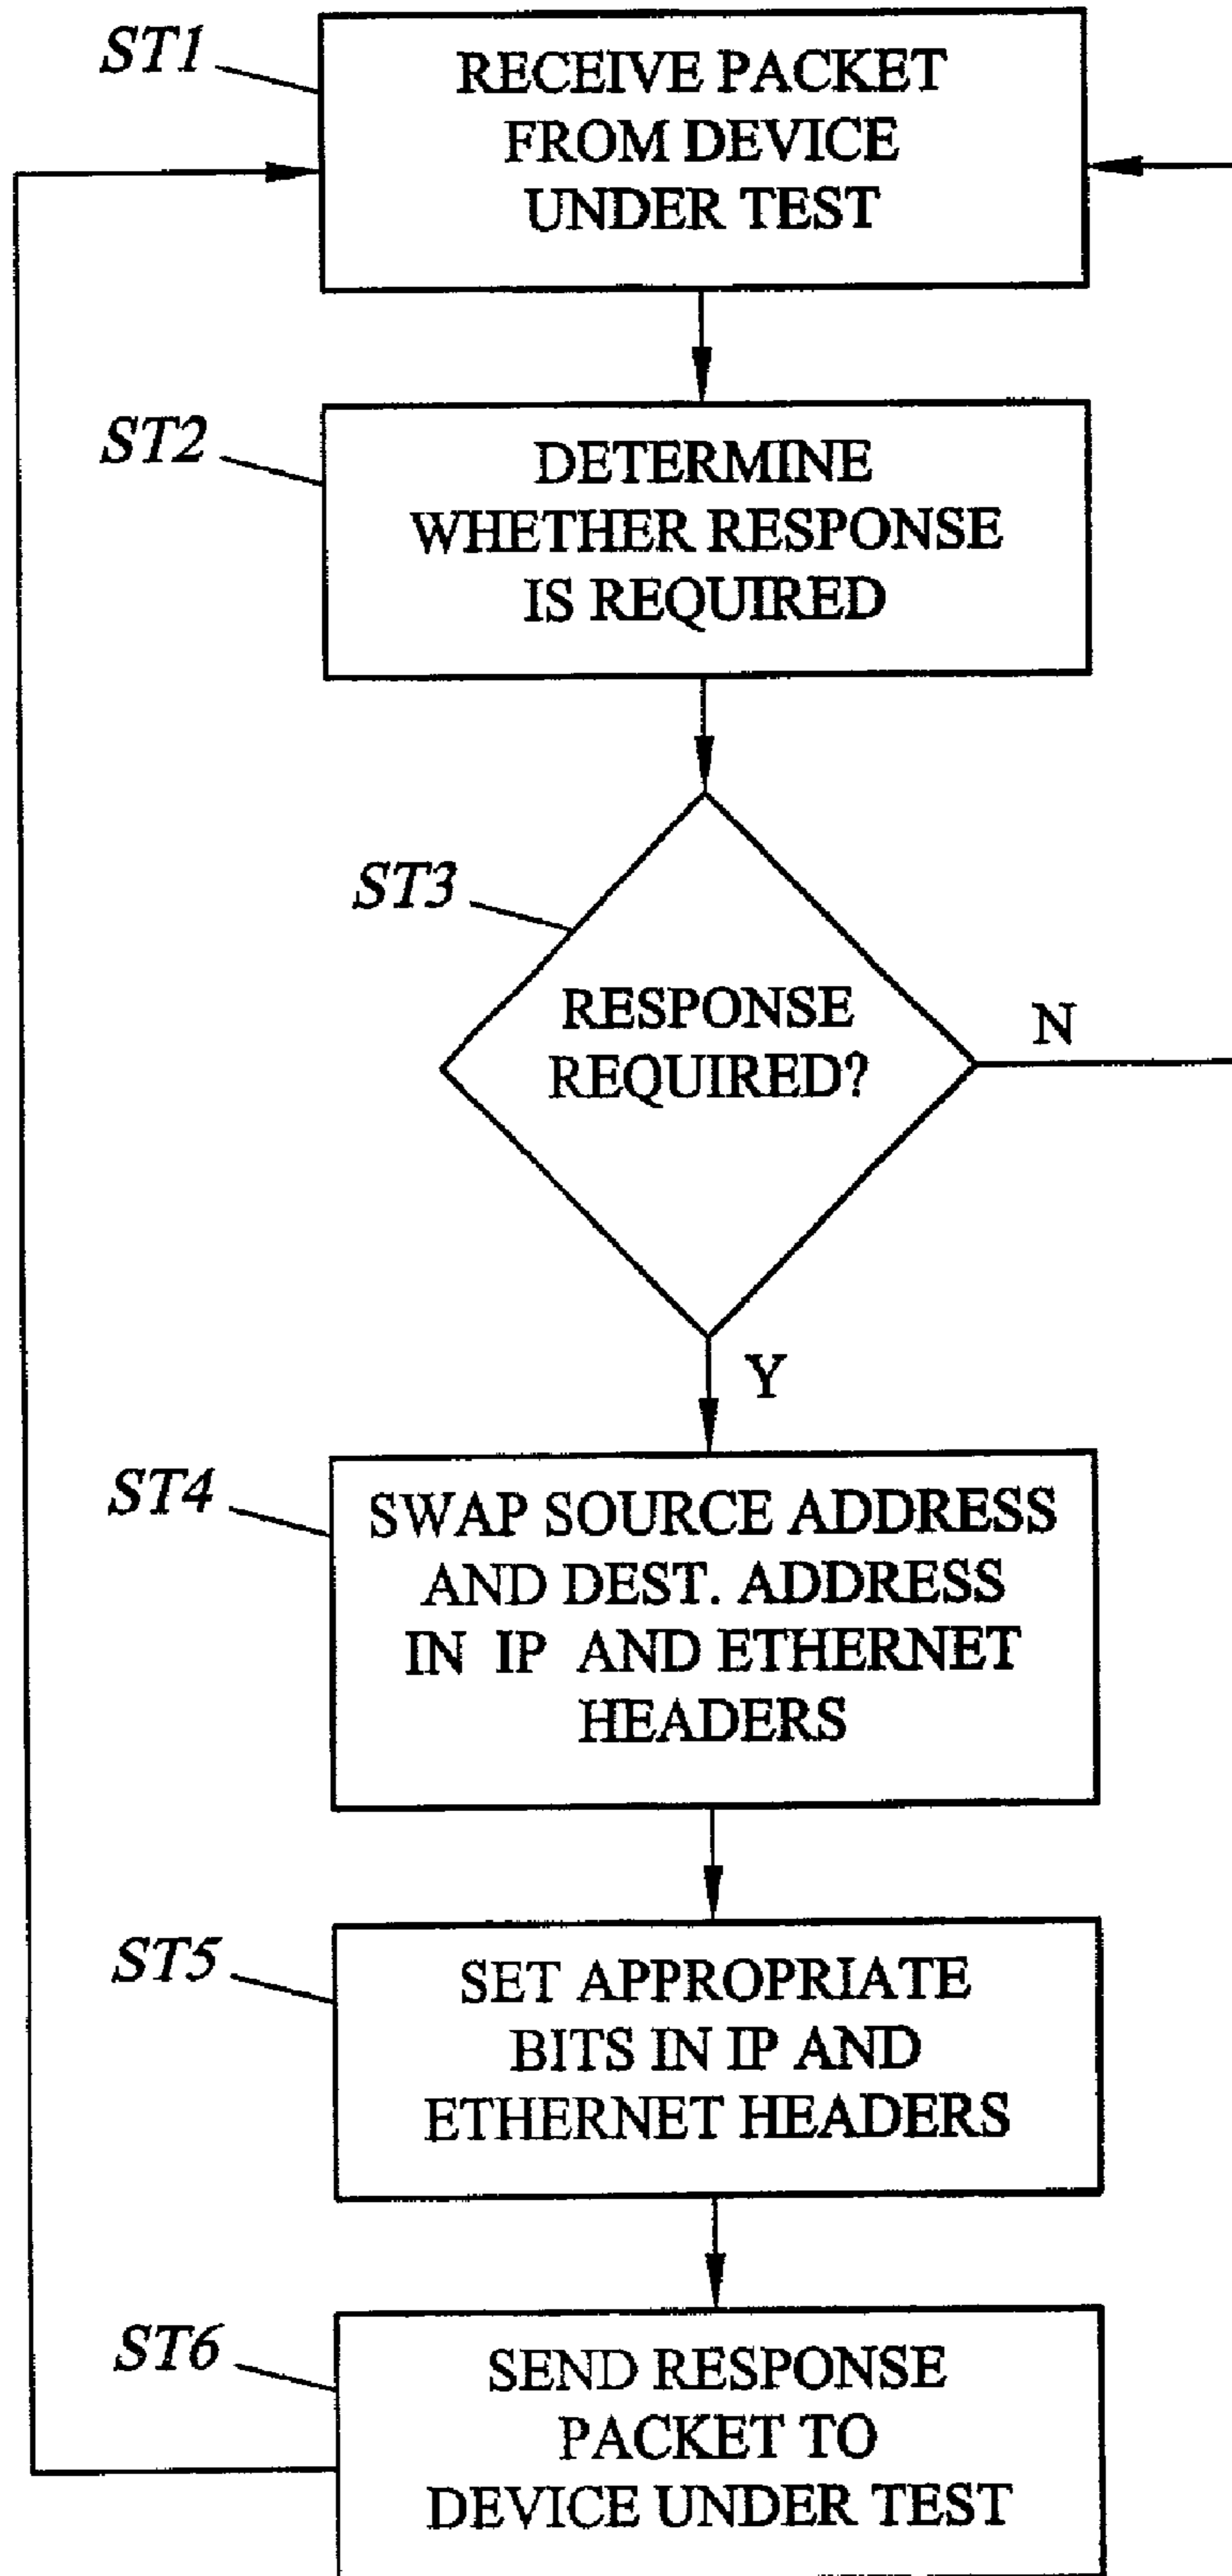 ST1
RECEIVE PACKET
FROM DEVICE
UNDER TEST
ST2
DETERMINE
WHETHER RESPONSE
IS REQUIRED
ST3
RESPONSE
REQUIRED?
N
Y
ST4
SWAP SOURCE ADDRESS
AND DEST. ADDRESS
IN IP AND ETHERNET
HEADERS
ST5
SET APPROPRIATE
BITS IN IP AND
ETHERNET HEADERS
ST6
SEND RESPONSE
PACKET TO
DEVICE UNDER TEST